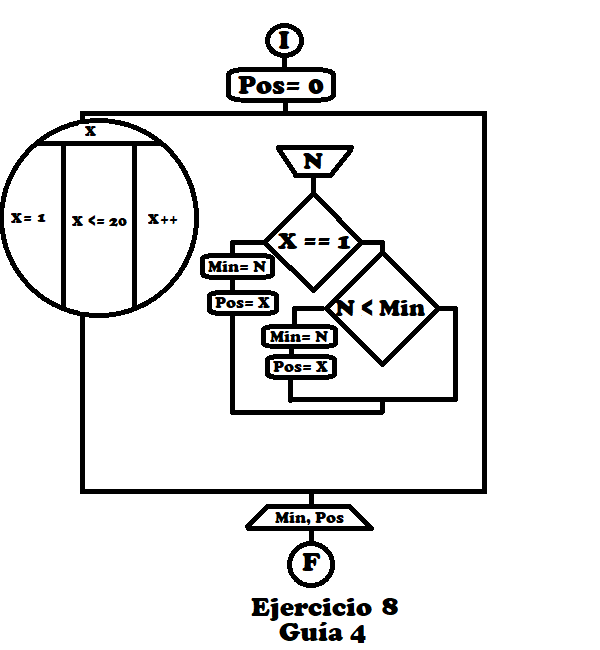 I
Pos= 0
X
X= 1
X <= 20
X++
N
X == 1
Min= N
Pos= X
N < Min
Min= N
Pos= X
Min, Pos
F
Ejercicio 8
Guía 4